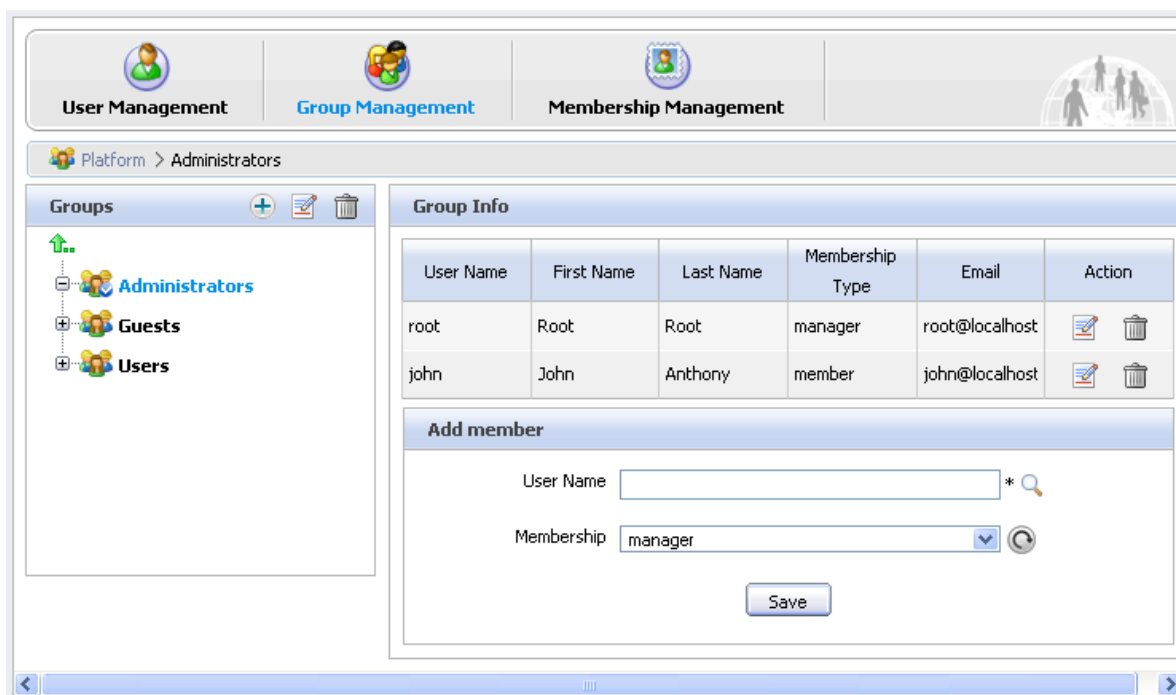 User Management Group Management Membership Management
Platform > Administrators
Groups
Administrators
Guests
Users
Group Info
User Name First Name Last Name Membership Type Email Action
root Root Root manager root@localhost
john John Anthony member john@localhost
Add member
User Name *
Membership manager
Save